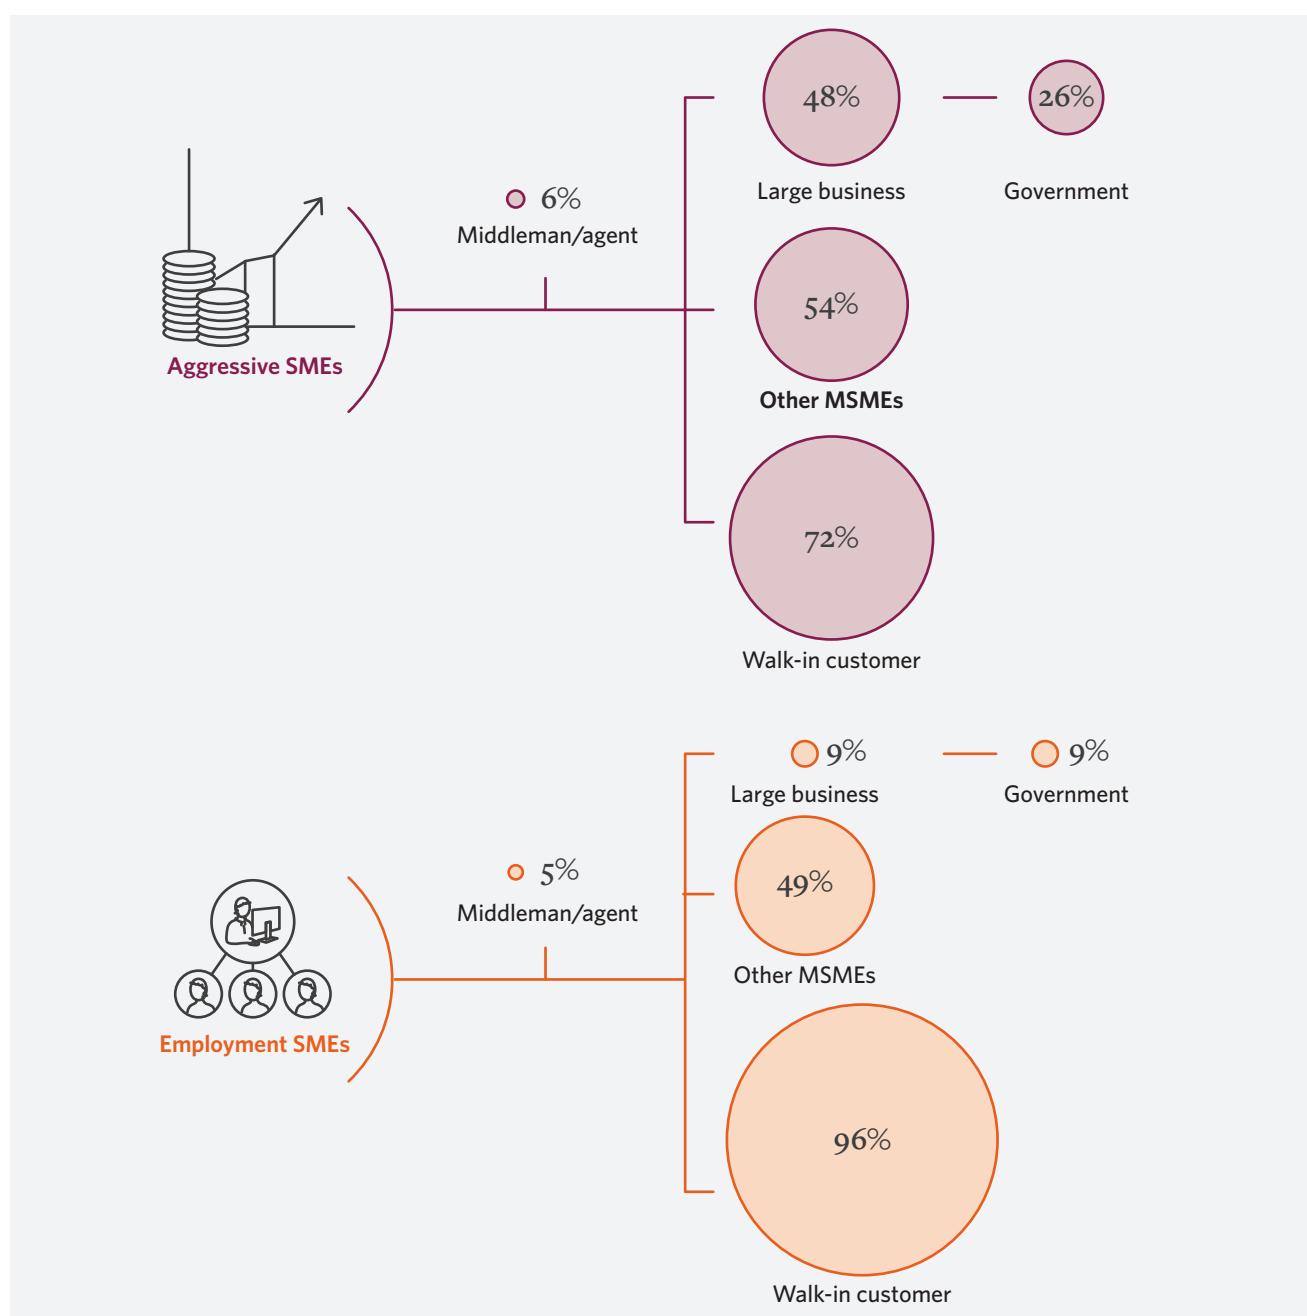 48%
26%
Large business
Government
6%
Middleman/agent
54%
Aggressive SMEs
Other MSMEs
72%
Walk-in customer
9%
9%
Large business
Government
5%
Middleman/agent
49%
Other MSMEs
Employment SMEs
96%
Walk-in customer